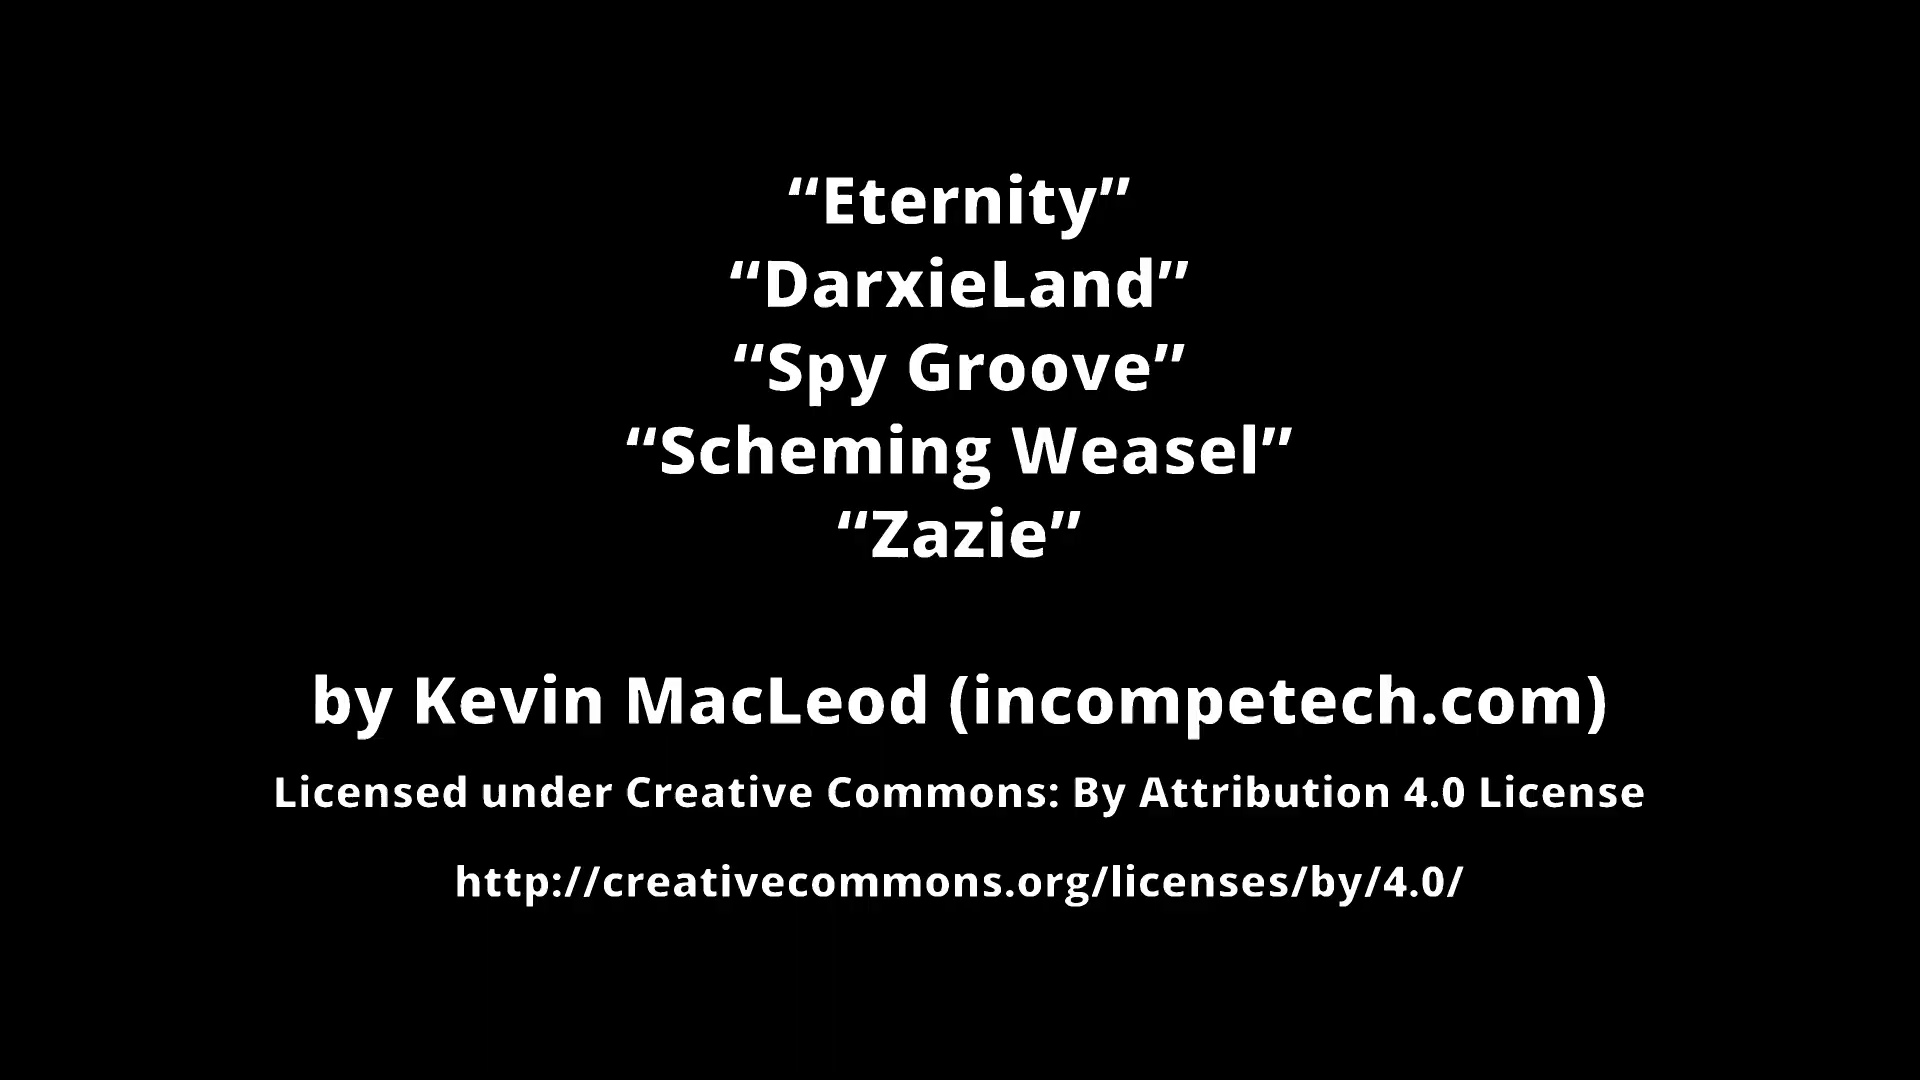 “Eternity”
“DarxieLand”
“Spy Groove”
“Scheming Weasel”
“Zazie”
by Kevin MacLeod (incompetech.com)
Licensed under Creative Commons: By Attribution 4.0 License
http://creativecommons.org/licenses/by/4.0/